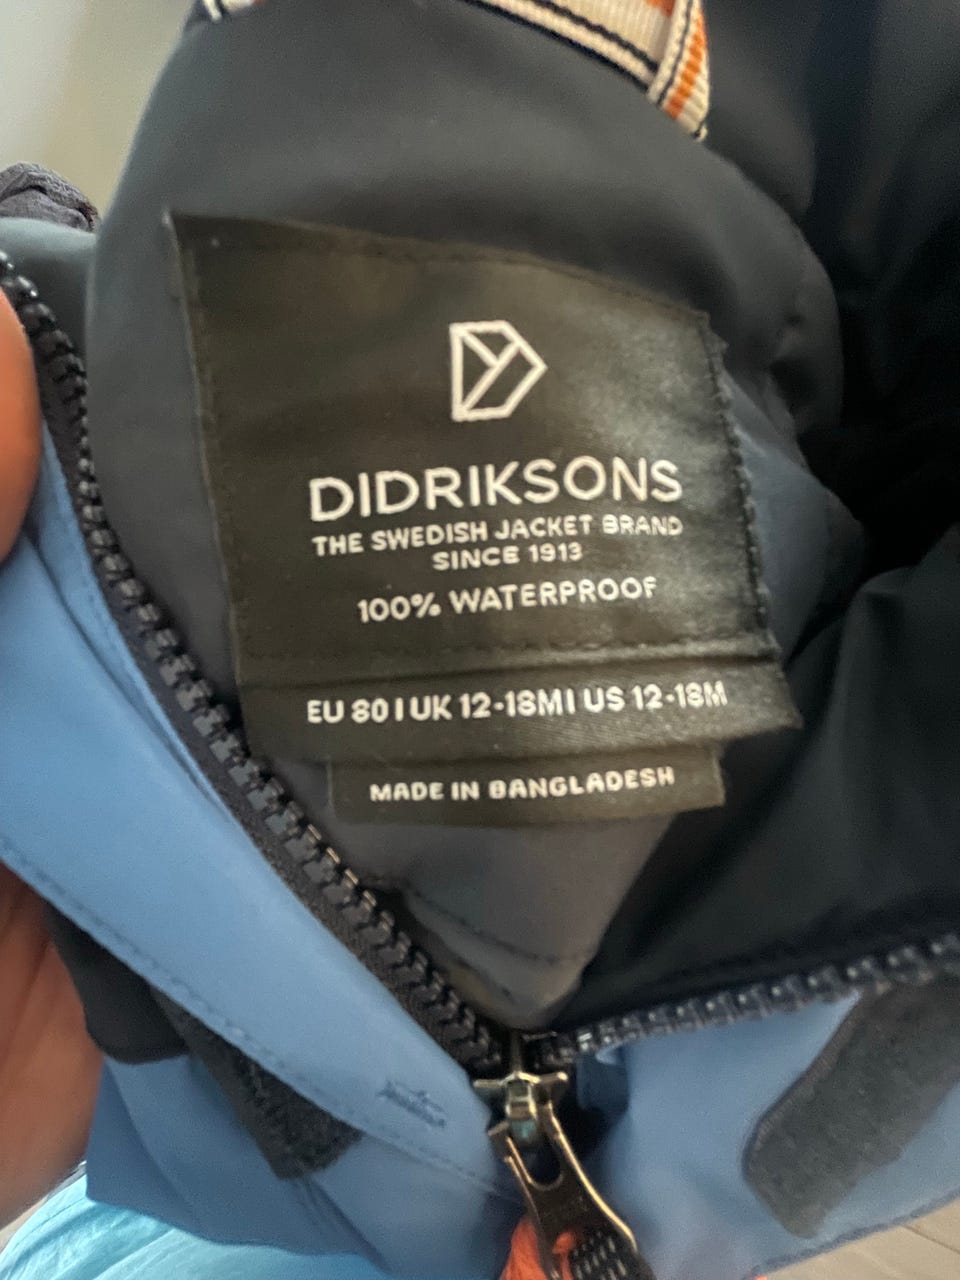 DIDRIKSONS
THE SWEDISH JACKET BRAND
SINCE 1913
100% WATERPROOF
EU 80 I UK 12-18M I US 12-18M
MADE IN BANGLADESH